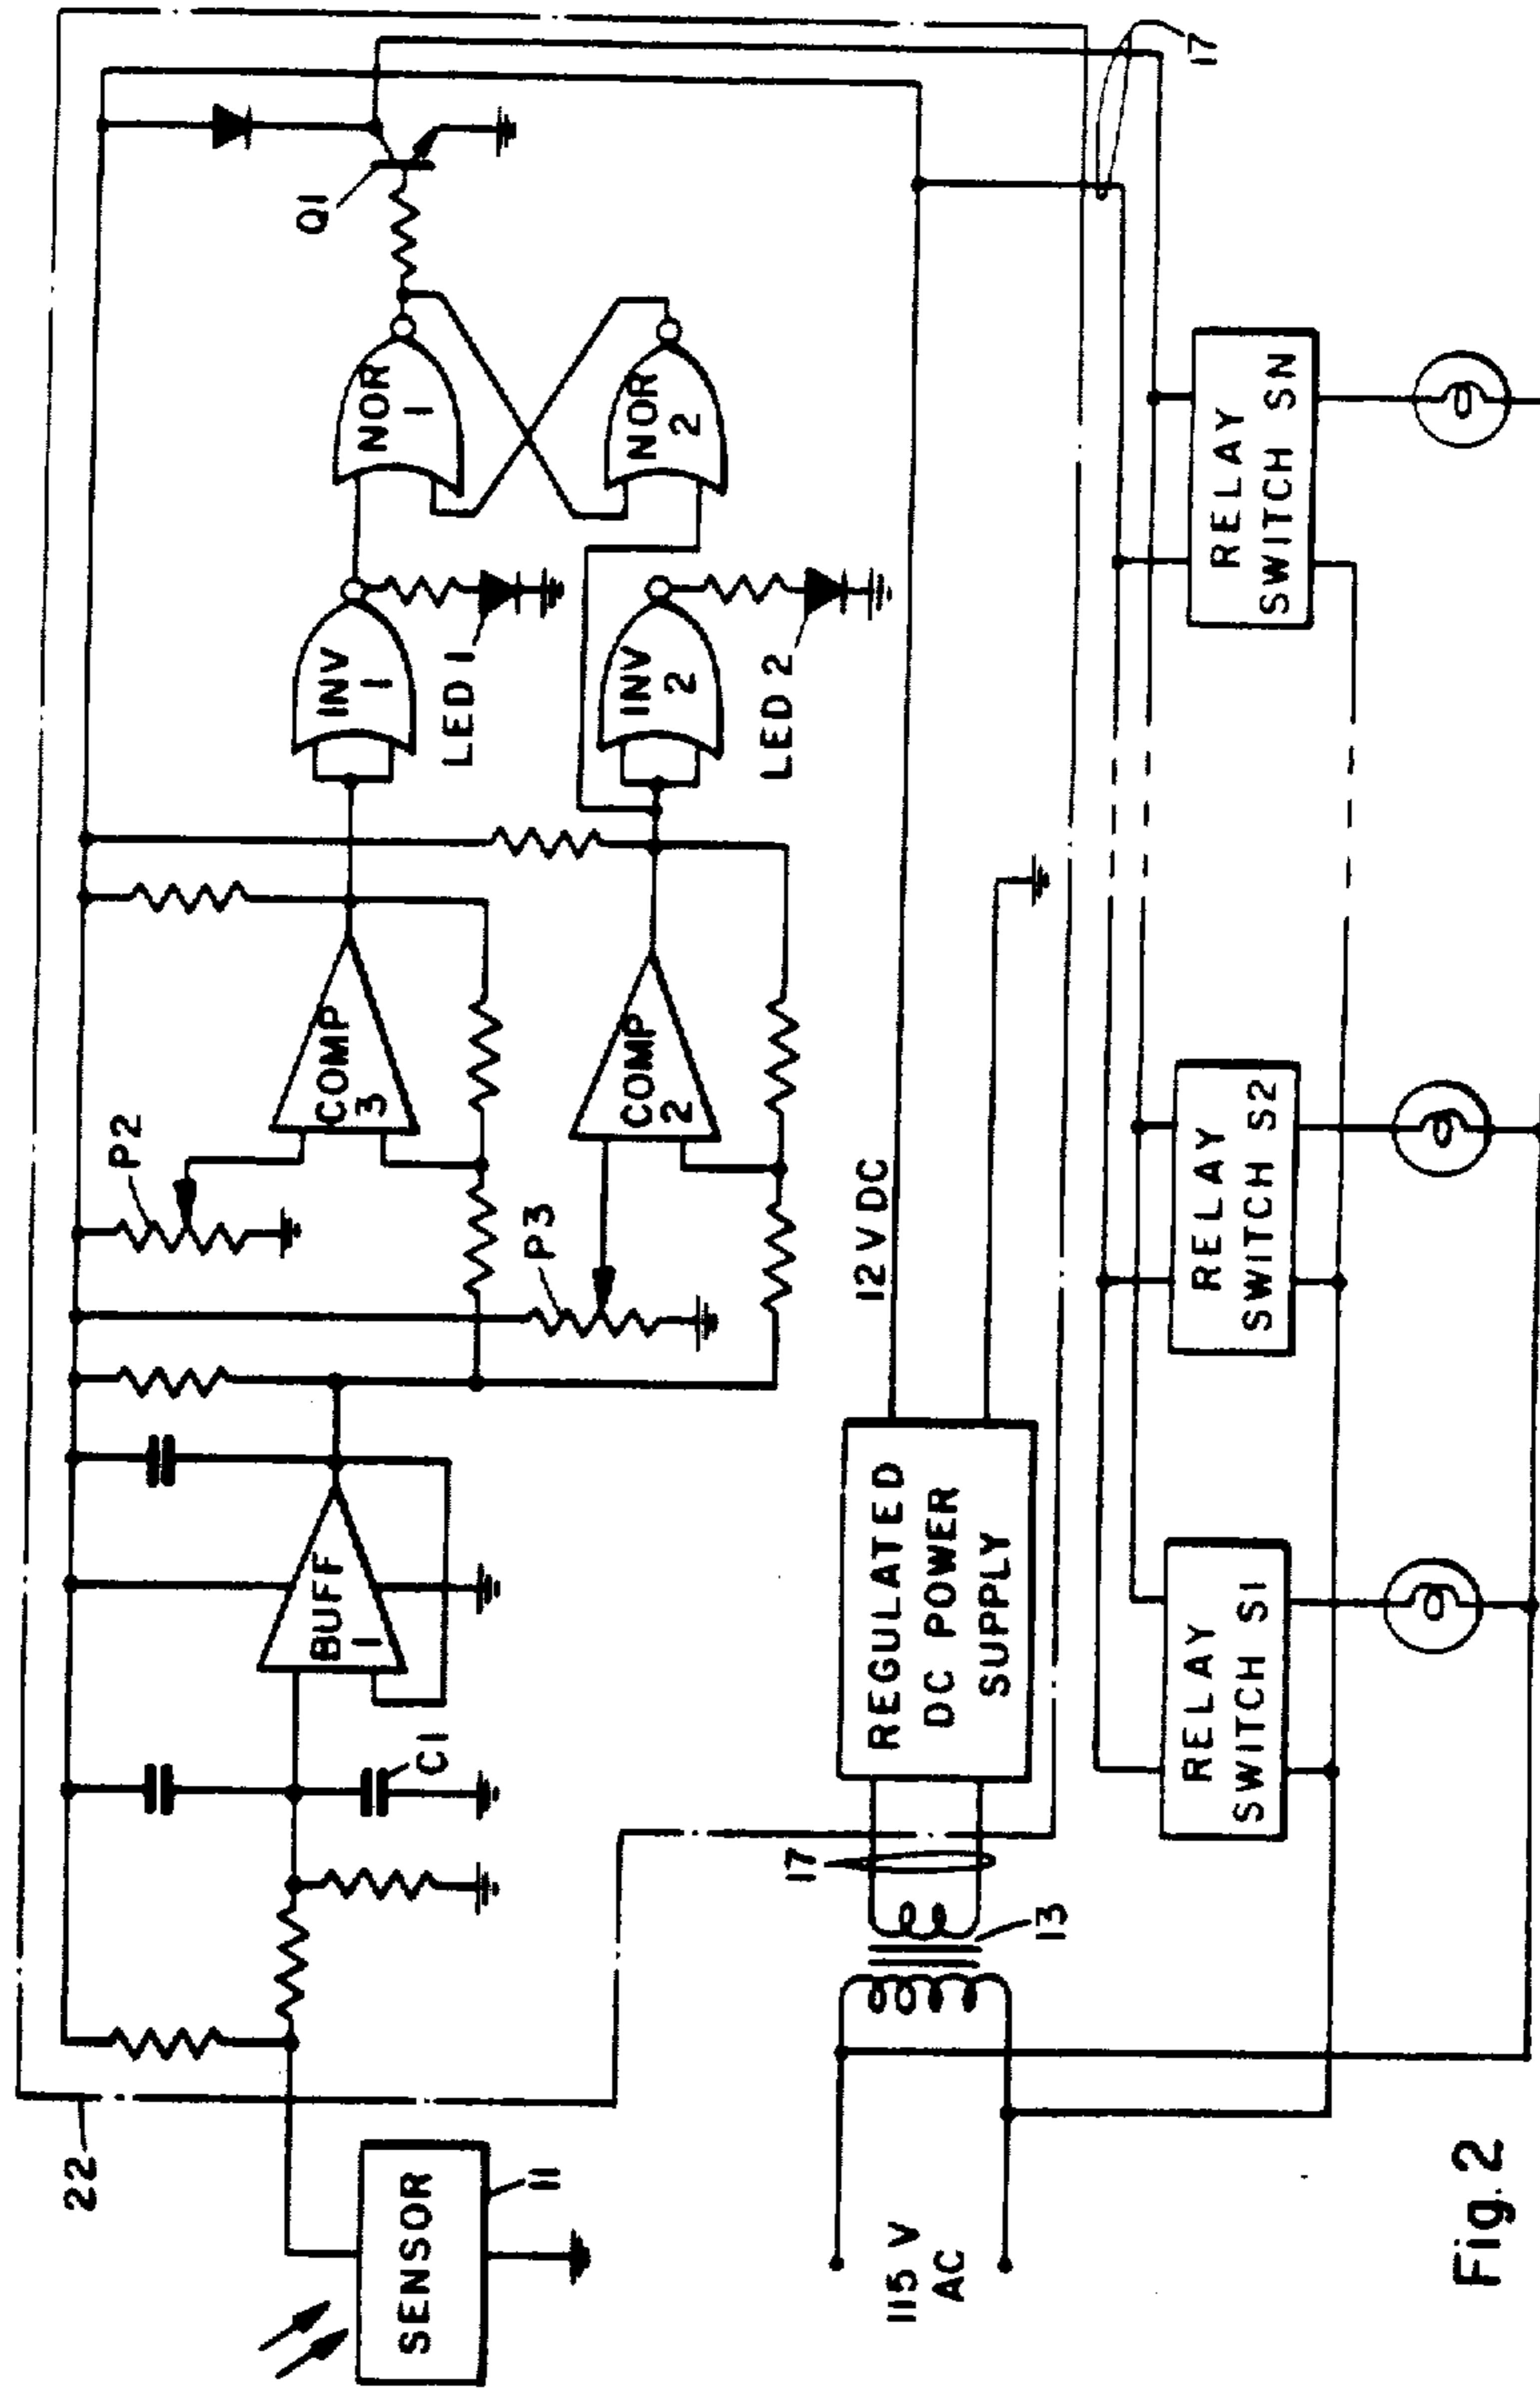 22
SENSOR
11
C1
BUFF
1
P2
P3
COMP
3
COMP
2
INV
1
LED 1
INV
2
LED 2
NOR
1
NOR
2
Q1
115 V
AC
13
17
REGULATED
DC POWER
SUPPLY
12 V DC
17
RELAY
SWITCH S1
RELAY
SWITCH S2
RELAY
SWITCH SN
Fig. 2